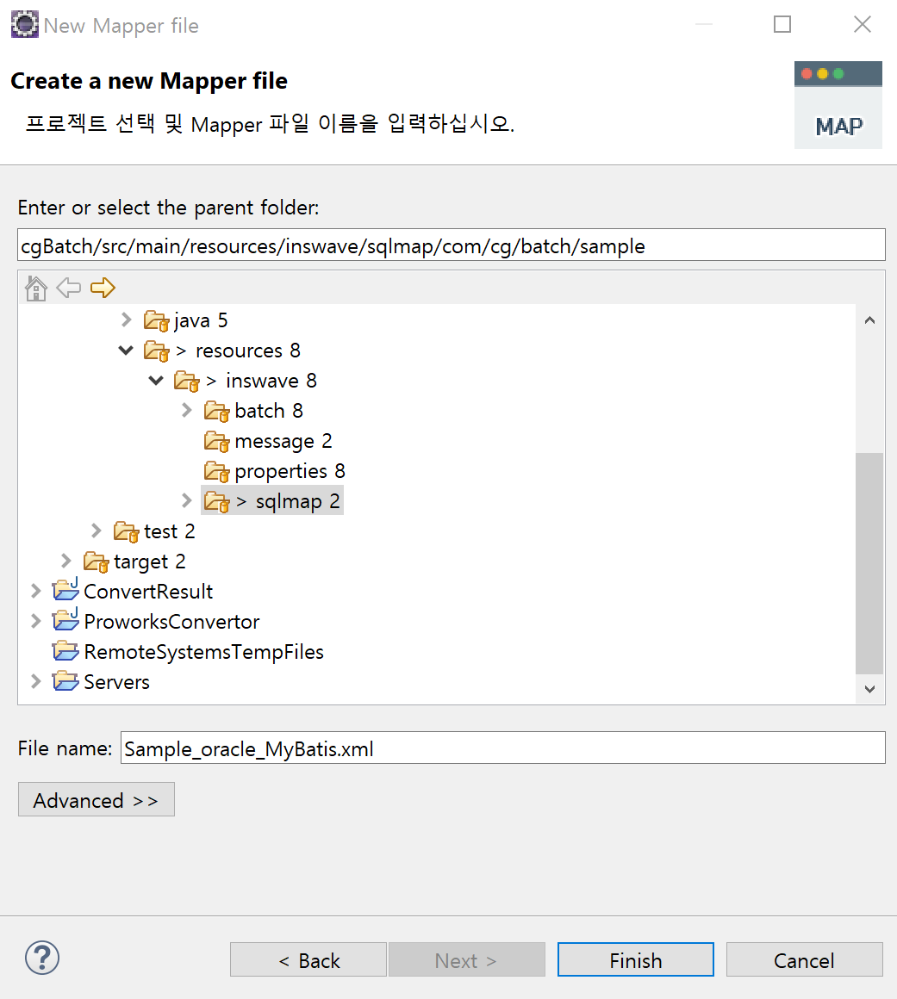 New Mapper file
Create a new Mapper file
프로젝트 선택 및 Mapper 파일 이름을 입력하십시오.
MAP
Enter or select the parent folder:
cgBatch/src/main/resources/inswave/sqlmap/com/cg/batch/sample
java 5
> resources 8
> inswave 8
batch 8
message 2
properties 8
> sqlmap 2
test 2
target 2
ConvertResult
ProworksConvertor
RemoteSystemsTempFiles
Servers
File name: Sample_oracle_MyBatis.xml
Advanced >>
? < Back Next > Finish Cancel